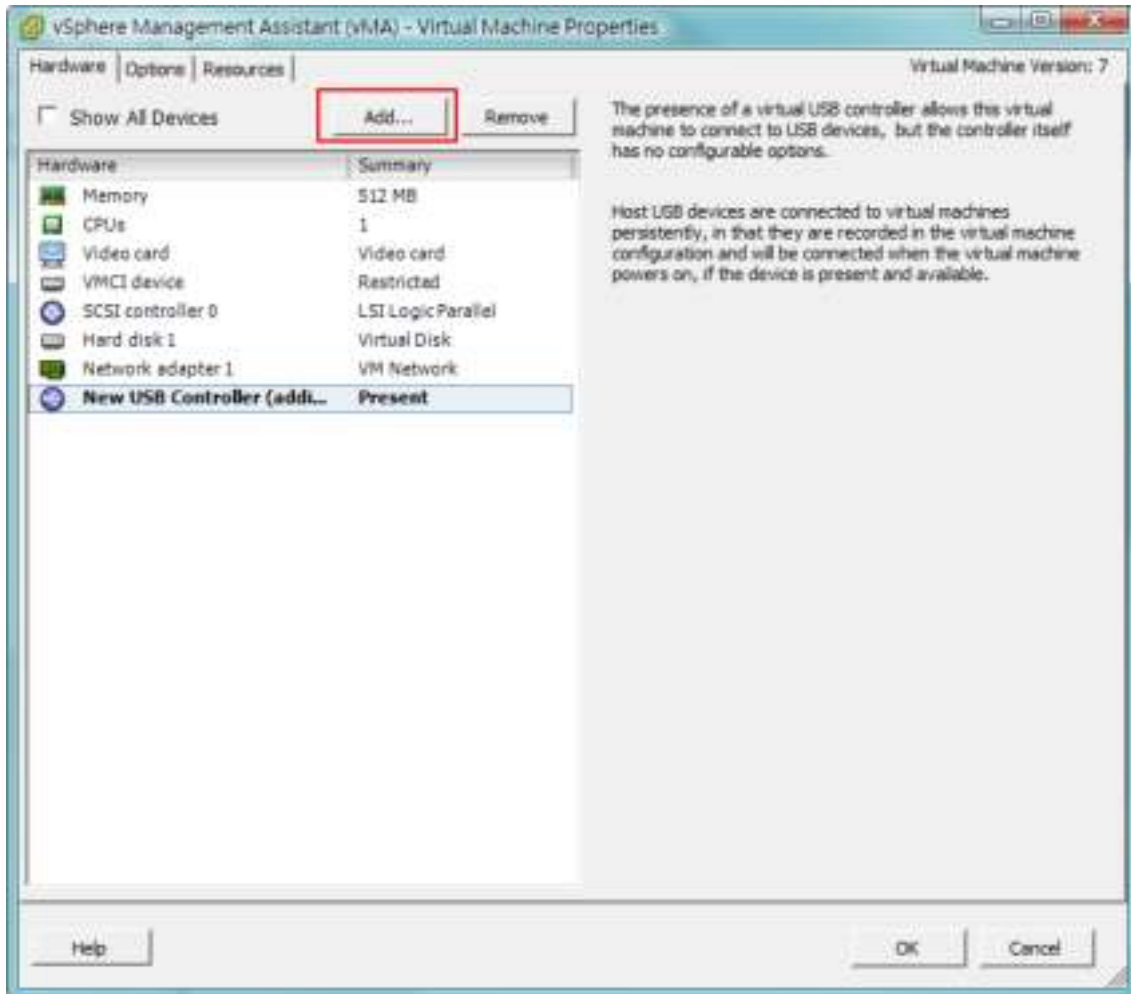 vSphere Management Assistant (vMA) - Virtual Machine Properties
Hardware Options Resources Virtual Machine Version: 7
Show All Devices Add... Remove
Hardware Summary
Memory 512 MB
CPUs 1
Video card Video card
VMCI device Restricted
SCSI controller 0 LSI Logic Parallel
Hard disk 1 Virtual Disk
Network adapter 1 VM Network
New USB Controller (addi... Present
The presence of a virtual USB controller allows this virtual
machine to connect to USB devices, but the controller itself
has no configurable options.
Host USB devices are connected to virtual machines
persistently, in that they are recorded in the virtual machine
configuration and will be connected when the virtual machine
powers on, if the device is present and available.
Help OK Cancel